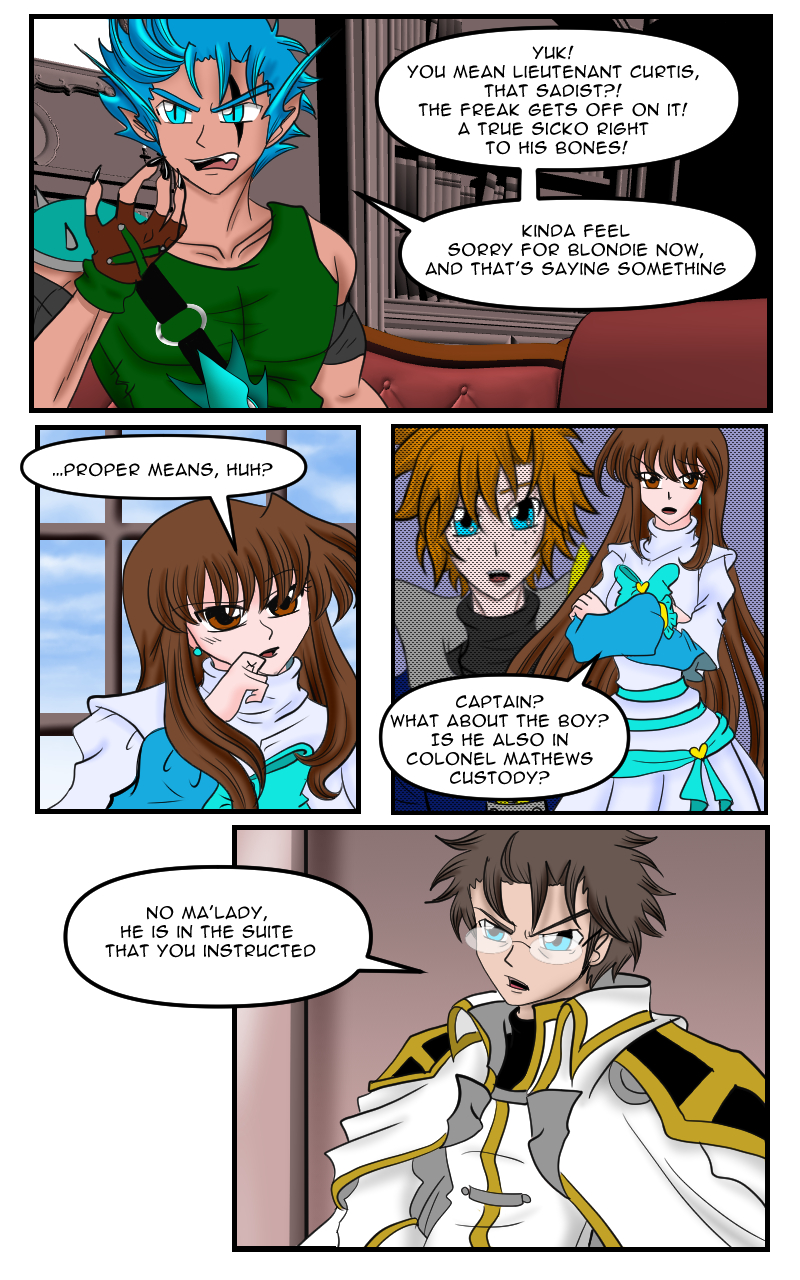 YUK!
YOU MEAN LIEUTENANT CURTIS,
THAT SADIST?!
THE FREAK GETS OFF ON IT!
A TRUE SICKO RIGHT
TO HIS BONES!
KINDA FEEL
SORRY FOR BLONDIE NOW,
AND THAT'S SAYING SOMETHING
...PROPER MEANS, HUH?
CAPTAIN?
WHAT ABOUT THE BOY?
IS HE ALSO IN
COLONEL MATHEWS
CUSTODY?
NO MA'LADY,
HE IS IN THE SUITE
THAT YOU INSTRUCTED